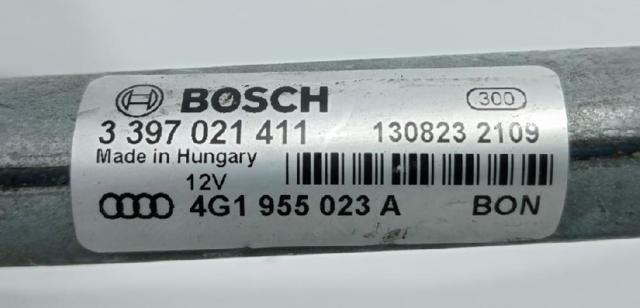 BOSCH 300
3 397 021 411 130823 2109
Made in Hungary
12V
4G1 955 023 A BON